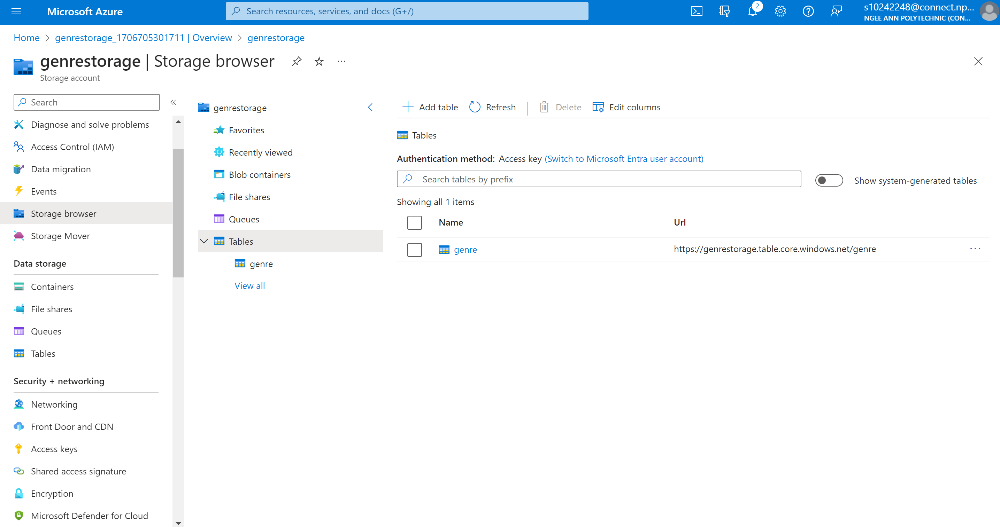 Microsoft Azure
Search resources, services, and docs (G+/)
2
s10242248@connect.np...
NGEE ANN POLYTECHNIC (CON...
Home > genrestorage_1706705301711 | Overview > genrestorage
genrestorage | Storage browser
Storage account
Search
Diagnose and solve problems
Access Control (IAM)
Data migration
Events
Storage browser
Storage Mover
Data storage
Containers
File shares
Queues
Tables
Security + networking
Networking
Front Door and CDN
Access keys
Shared access signature
Encryption
Microsoft Defender for Cloud
genrestorage
Favorites
Recently viewed
Blob containers
File shares
Queues
Tables
genre
View all
Add table Refresh Delete Edit columns
Tables
Authentication method: Access key (Switch to Microsoft Entra user account)
Search tables by prefix
Show system-generated tables
Showing all 1 items
Name Url
genre https://genrestorage.table.core.windows.net/genre